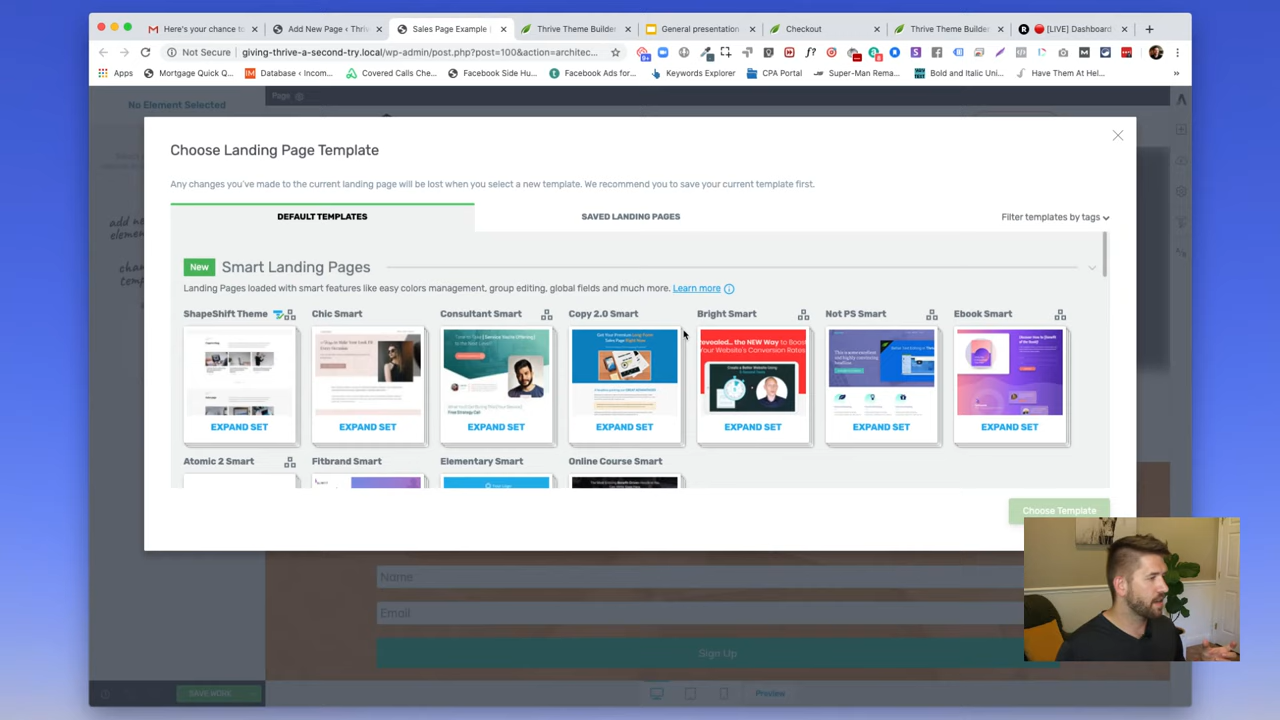 Here's your chance to
Add New Page ‹ Thrive
Sales Page Example
Thrive Theme Builder
General presentation
Checkout
Thrive Theme Builder
[LIVE] Dashboard
Not Secure
giving-thrive-a-second-try.local/wp-admin/post.php?post=100&action=architec...
Apps
Mortgage Quick Q...
Database ‹ Incom...
Covered Calls Che...
Facebook Side Hu...
Facebook Ads for...
Keywords Explorer
CPA Portal
Super-Man Rema...
Bold and Italic Uni...
Have Them At Hel...
»
No Element Selected
Page
Choose Landing Page Template
Any changes you've made to the current landing page will be lost when you select a new template. We recommend you to save your current template first.
DEFAULT TEMPLATES
SAVED LANDING PAGES
Filter templates by tags
New
Smart Landing Pages
Landing Pages loaded with smart features like easy colors management, group editing, global fields and much more. Learn more
ShapeShift Theme
Chic Smart
Consultant Smart
Copy 2.0 Smart
Bright Smart
Not PS Smart
Ebook Smart
EXPAND SET
EXPAND SET
EXPAND SET
EXPAND SET
EXPAND SET
EXPAND SET
EXPAND SET
Atomic 2 Smart
Fitbrand Smart
Elementary Smart
Online Course Smart
Choose Template
Name
Email
Sign Up
SAVE WORK
Preview